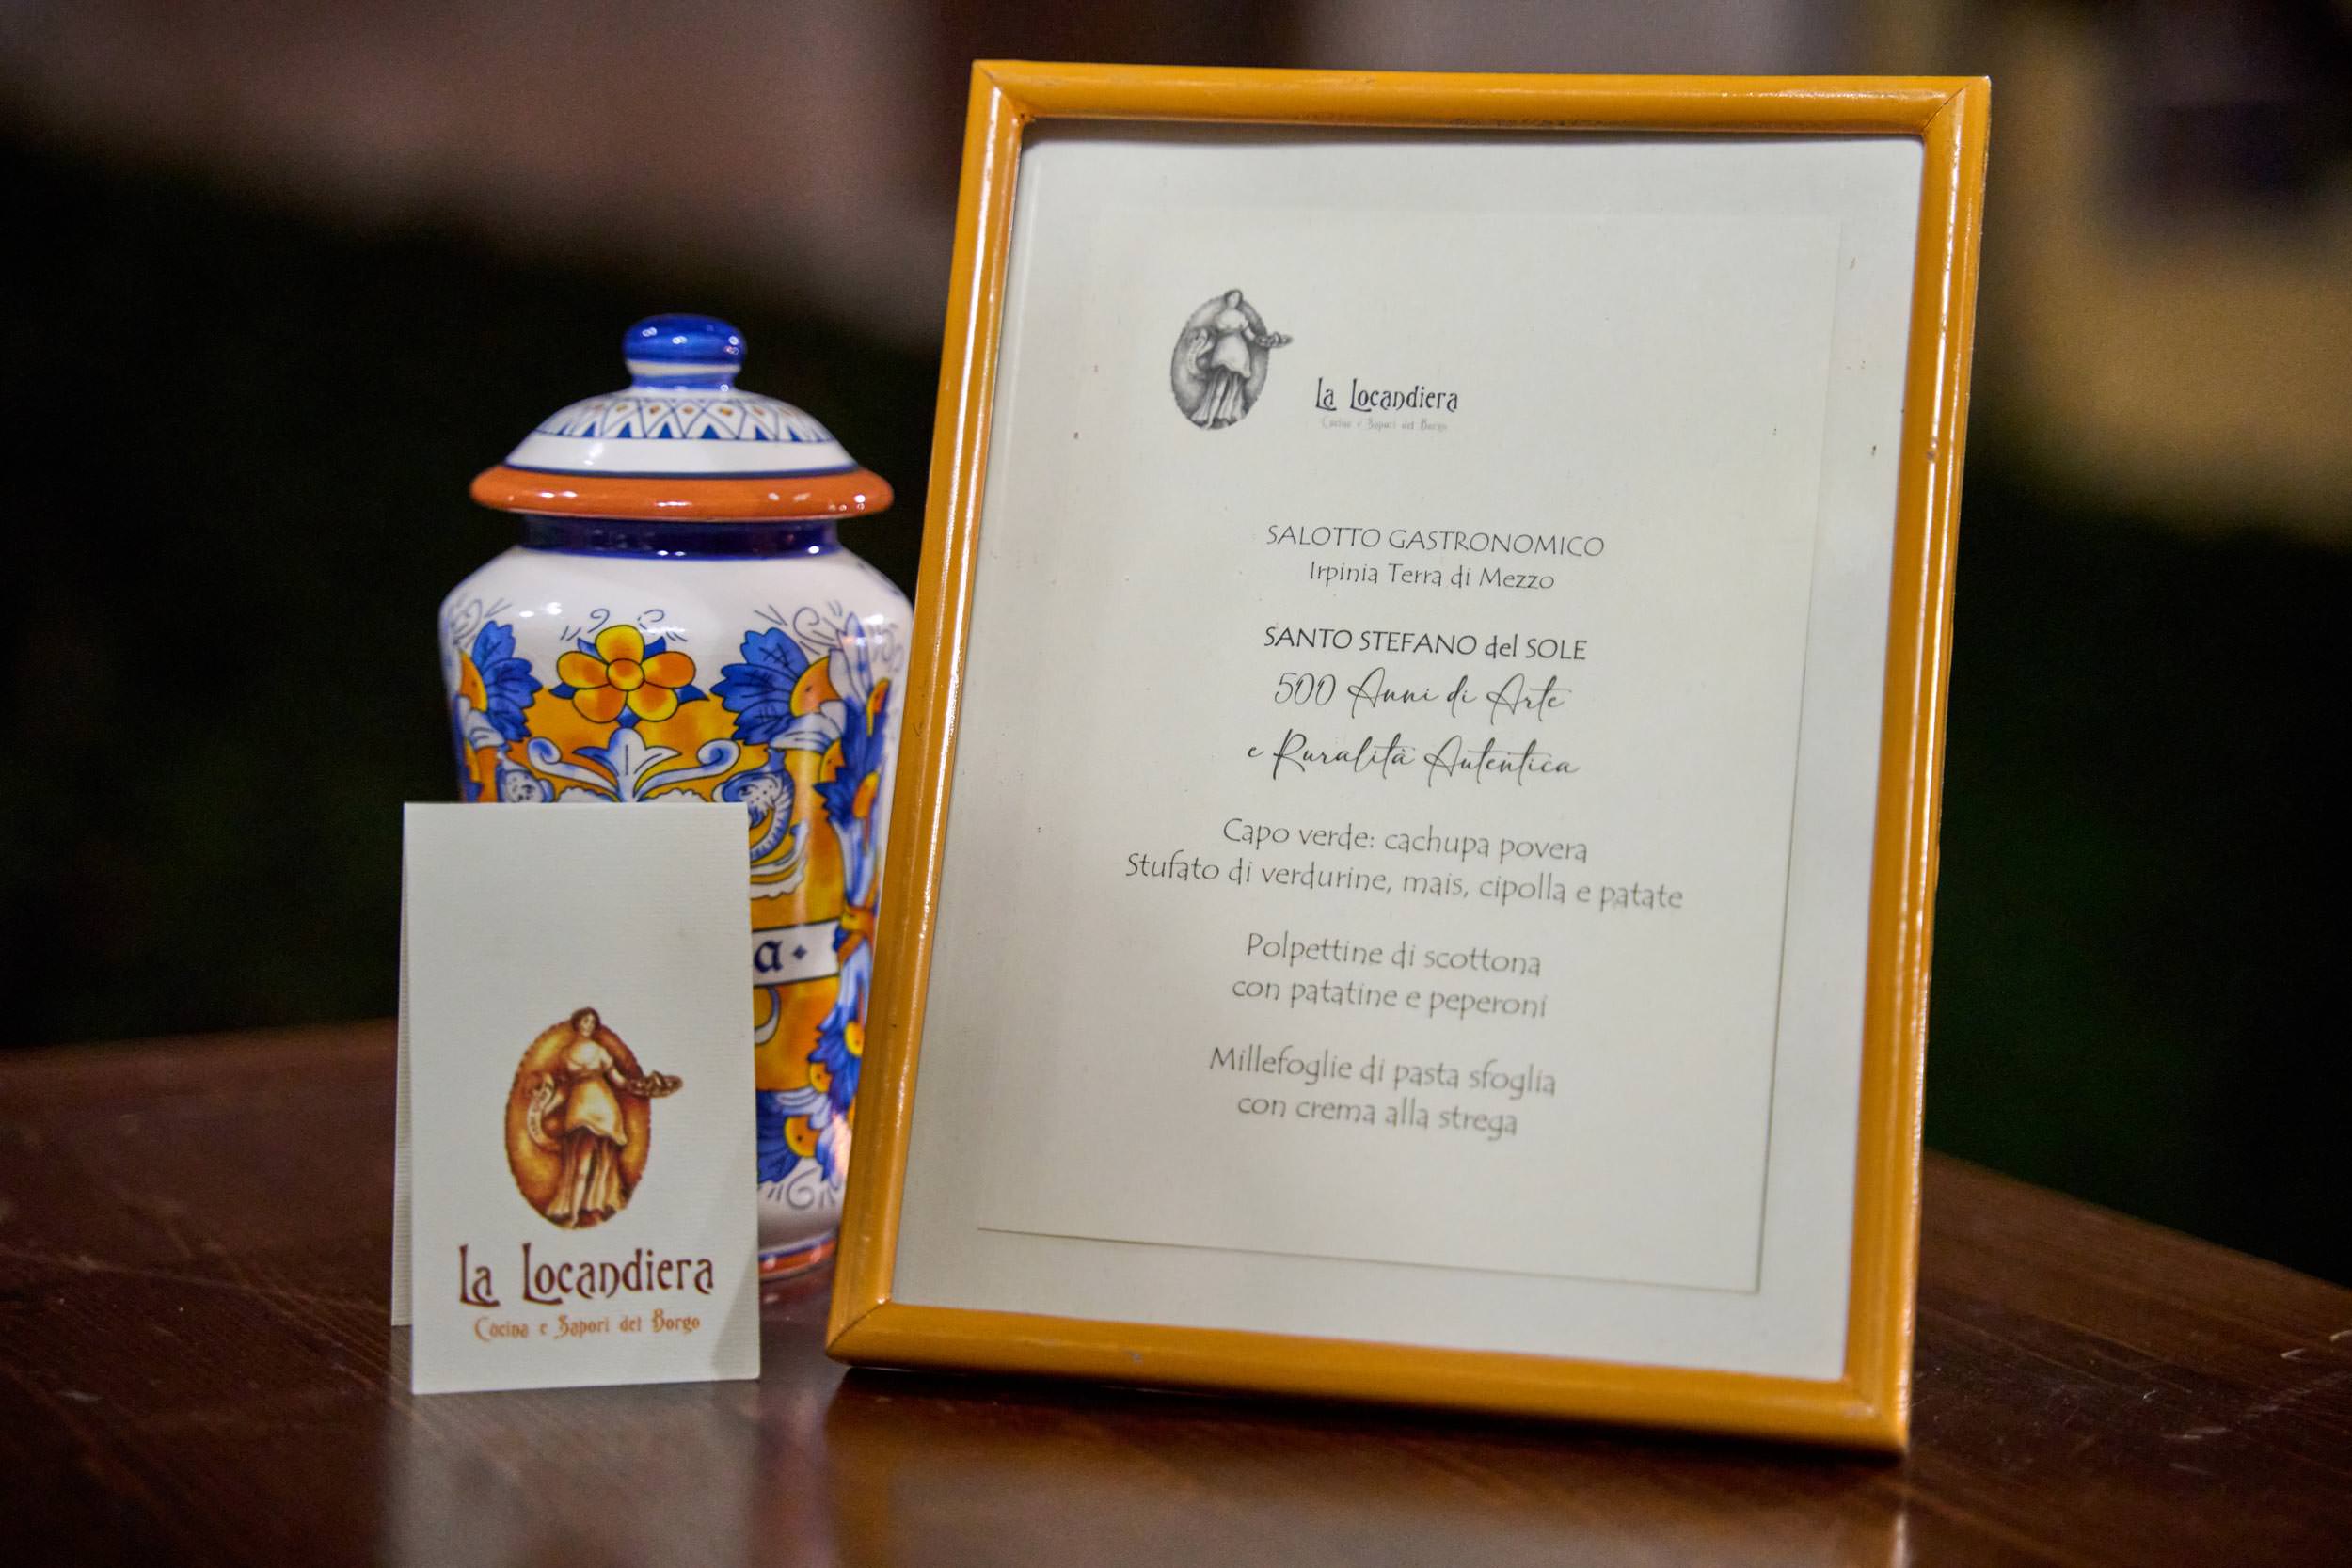 La Locandiera
Cucina e Sapori del Borgo
SALOTTO GASTRONOMICO
Irpinia Terra di Mezzo
SANTO STEFANO del SOLE
500 Anni di Arte
e Ruralità Autentica
Capo verde: cachupa povera
Stufato di verdurine, mais, cipolla e patate
Polpettine di scottona
con patatine e peperoni
Millefoglie di pasta sfoglia
con crema alla strega
a
La Locandiera
Cucina e Sapori del Borgo